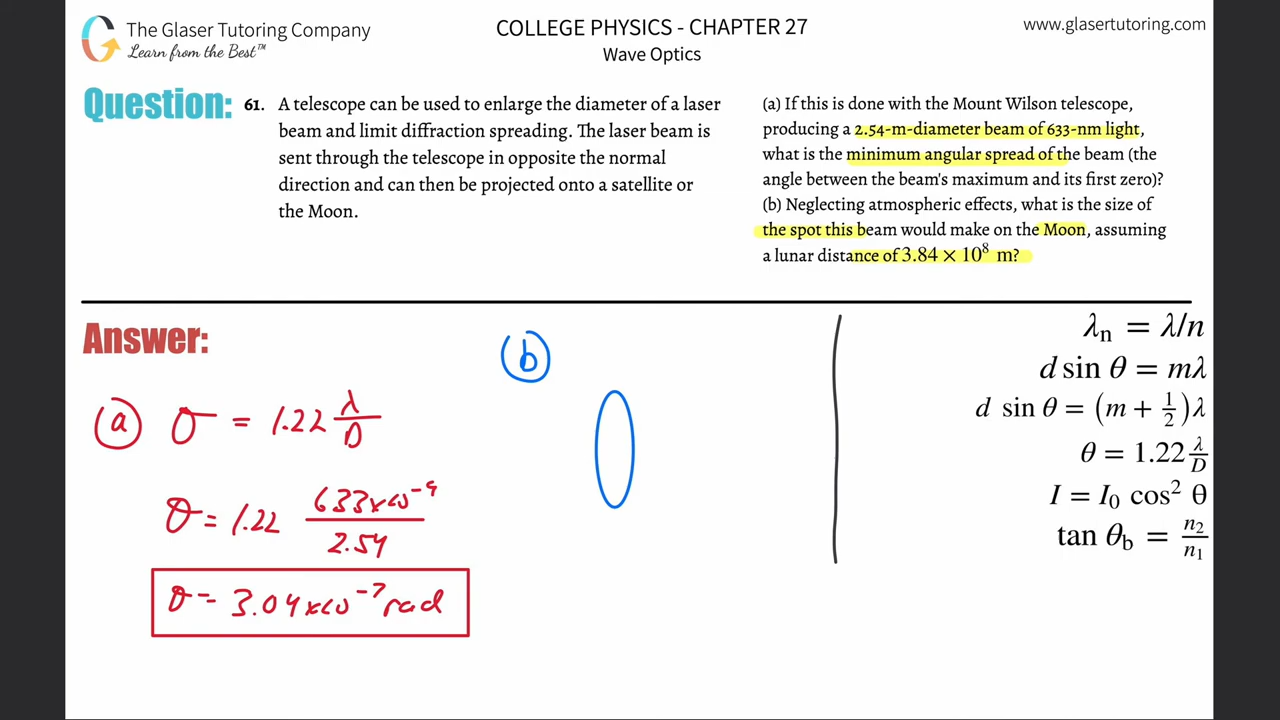 The Glaser Tutoring Company
Learn from the Best™
COLLEGE PHYSICS - CHAPTER 27
Wave Optics
www.glasertutoring.com
Question:
61. A telescope can be used to enlarge the diameter of a laser
beam and limit diffraction spreading. The laser beam is
sent through the telescope in opposite the normal
direction and can then be projected onto a satellite or
the Moon.
(a) If this is done with the Mount Wilson telescope,
producing a 2.54-m-diameter beam of 633-nm light,
what is the minimum angular spread of the beam (the
angle between the beam's maximum and its first zero)?
(b) Neglecting atmospheric effects, what is the size of
the spot this beam would make on the Moon, assuming
a lunar distance of 3.84 × 10⁸ m?
Answer:
(a) θ = 1.22 λ/D
θ = 1.22 633x10⁻⁹/2.54
θ = 3.04x10⁻⁷ rad
(b)
λₙ = λ/n
d sin θ = mλ
d sin θ = (m + 1/2)λ
θ = 1.22 λ/D
I = I₀ cos² θ
tan θb = n₂/n₁